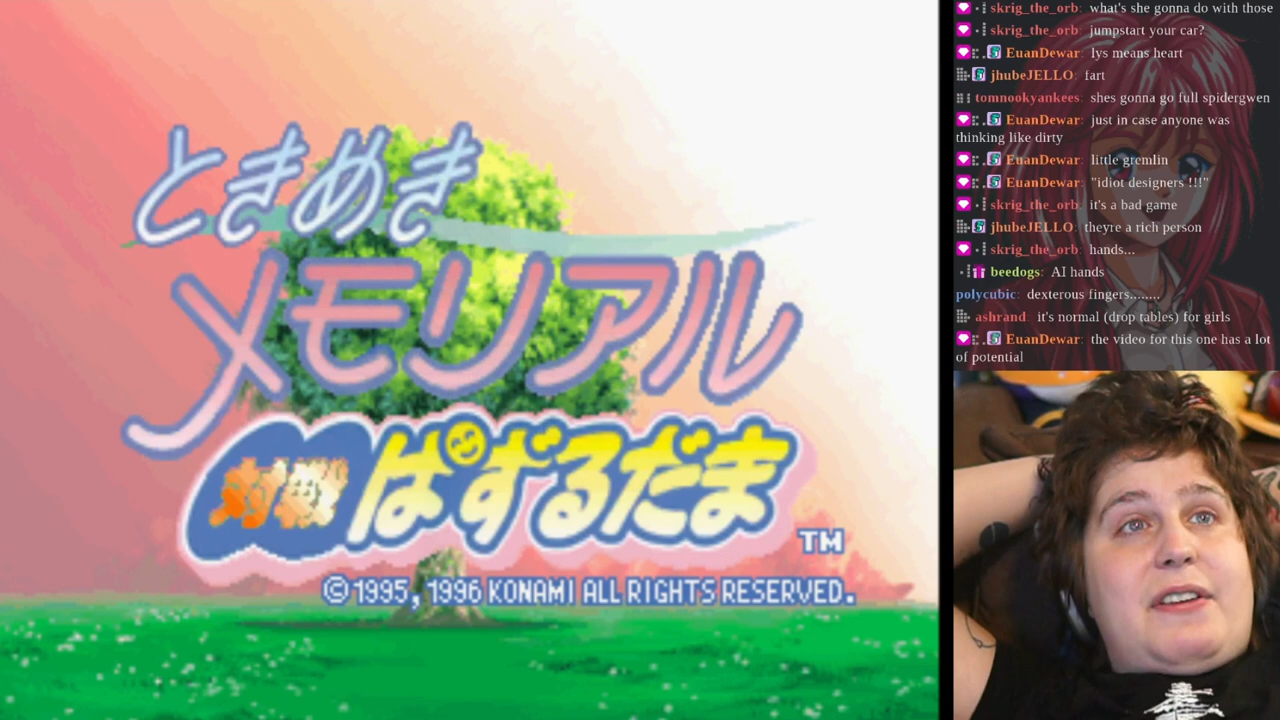 ときめき
メモリアル
対戦ぱずるだま
TM
©1995, 1996 KONAMI ALL RIGHTS RESERVED.
skrig_the_orb: what's she gonna do with those
skrig_the_orb: jumpstart your car?
EuanDewar: lys means heart
jhubeJELLO: fart
tomnookyankees: shes gonna go full spidergwen
EuanDewar: just in case anyone was
thinking like dirty
EuanDewar: little gremlin
EuanDewar: "idiot designers !!!"
skrig_the_orb: it's a bad game
jhubeJELLO: theyre a rich person
skrig_the_orb: hands...
beedogs: AI hands
polycubic: dexterous fingers........
ashrand: it's normal (drop tables) for girls
EuanDewar: the video for this one has a lot
of potential